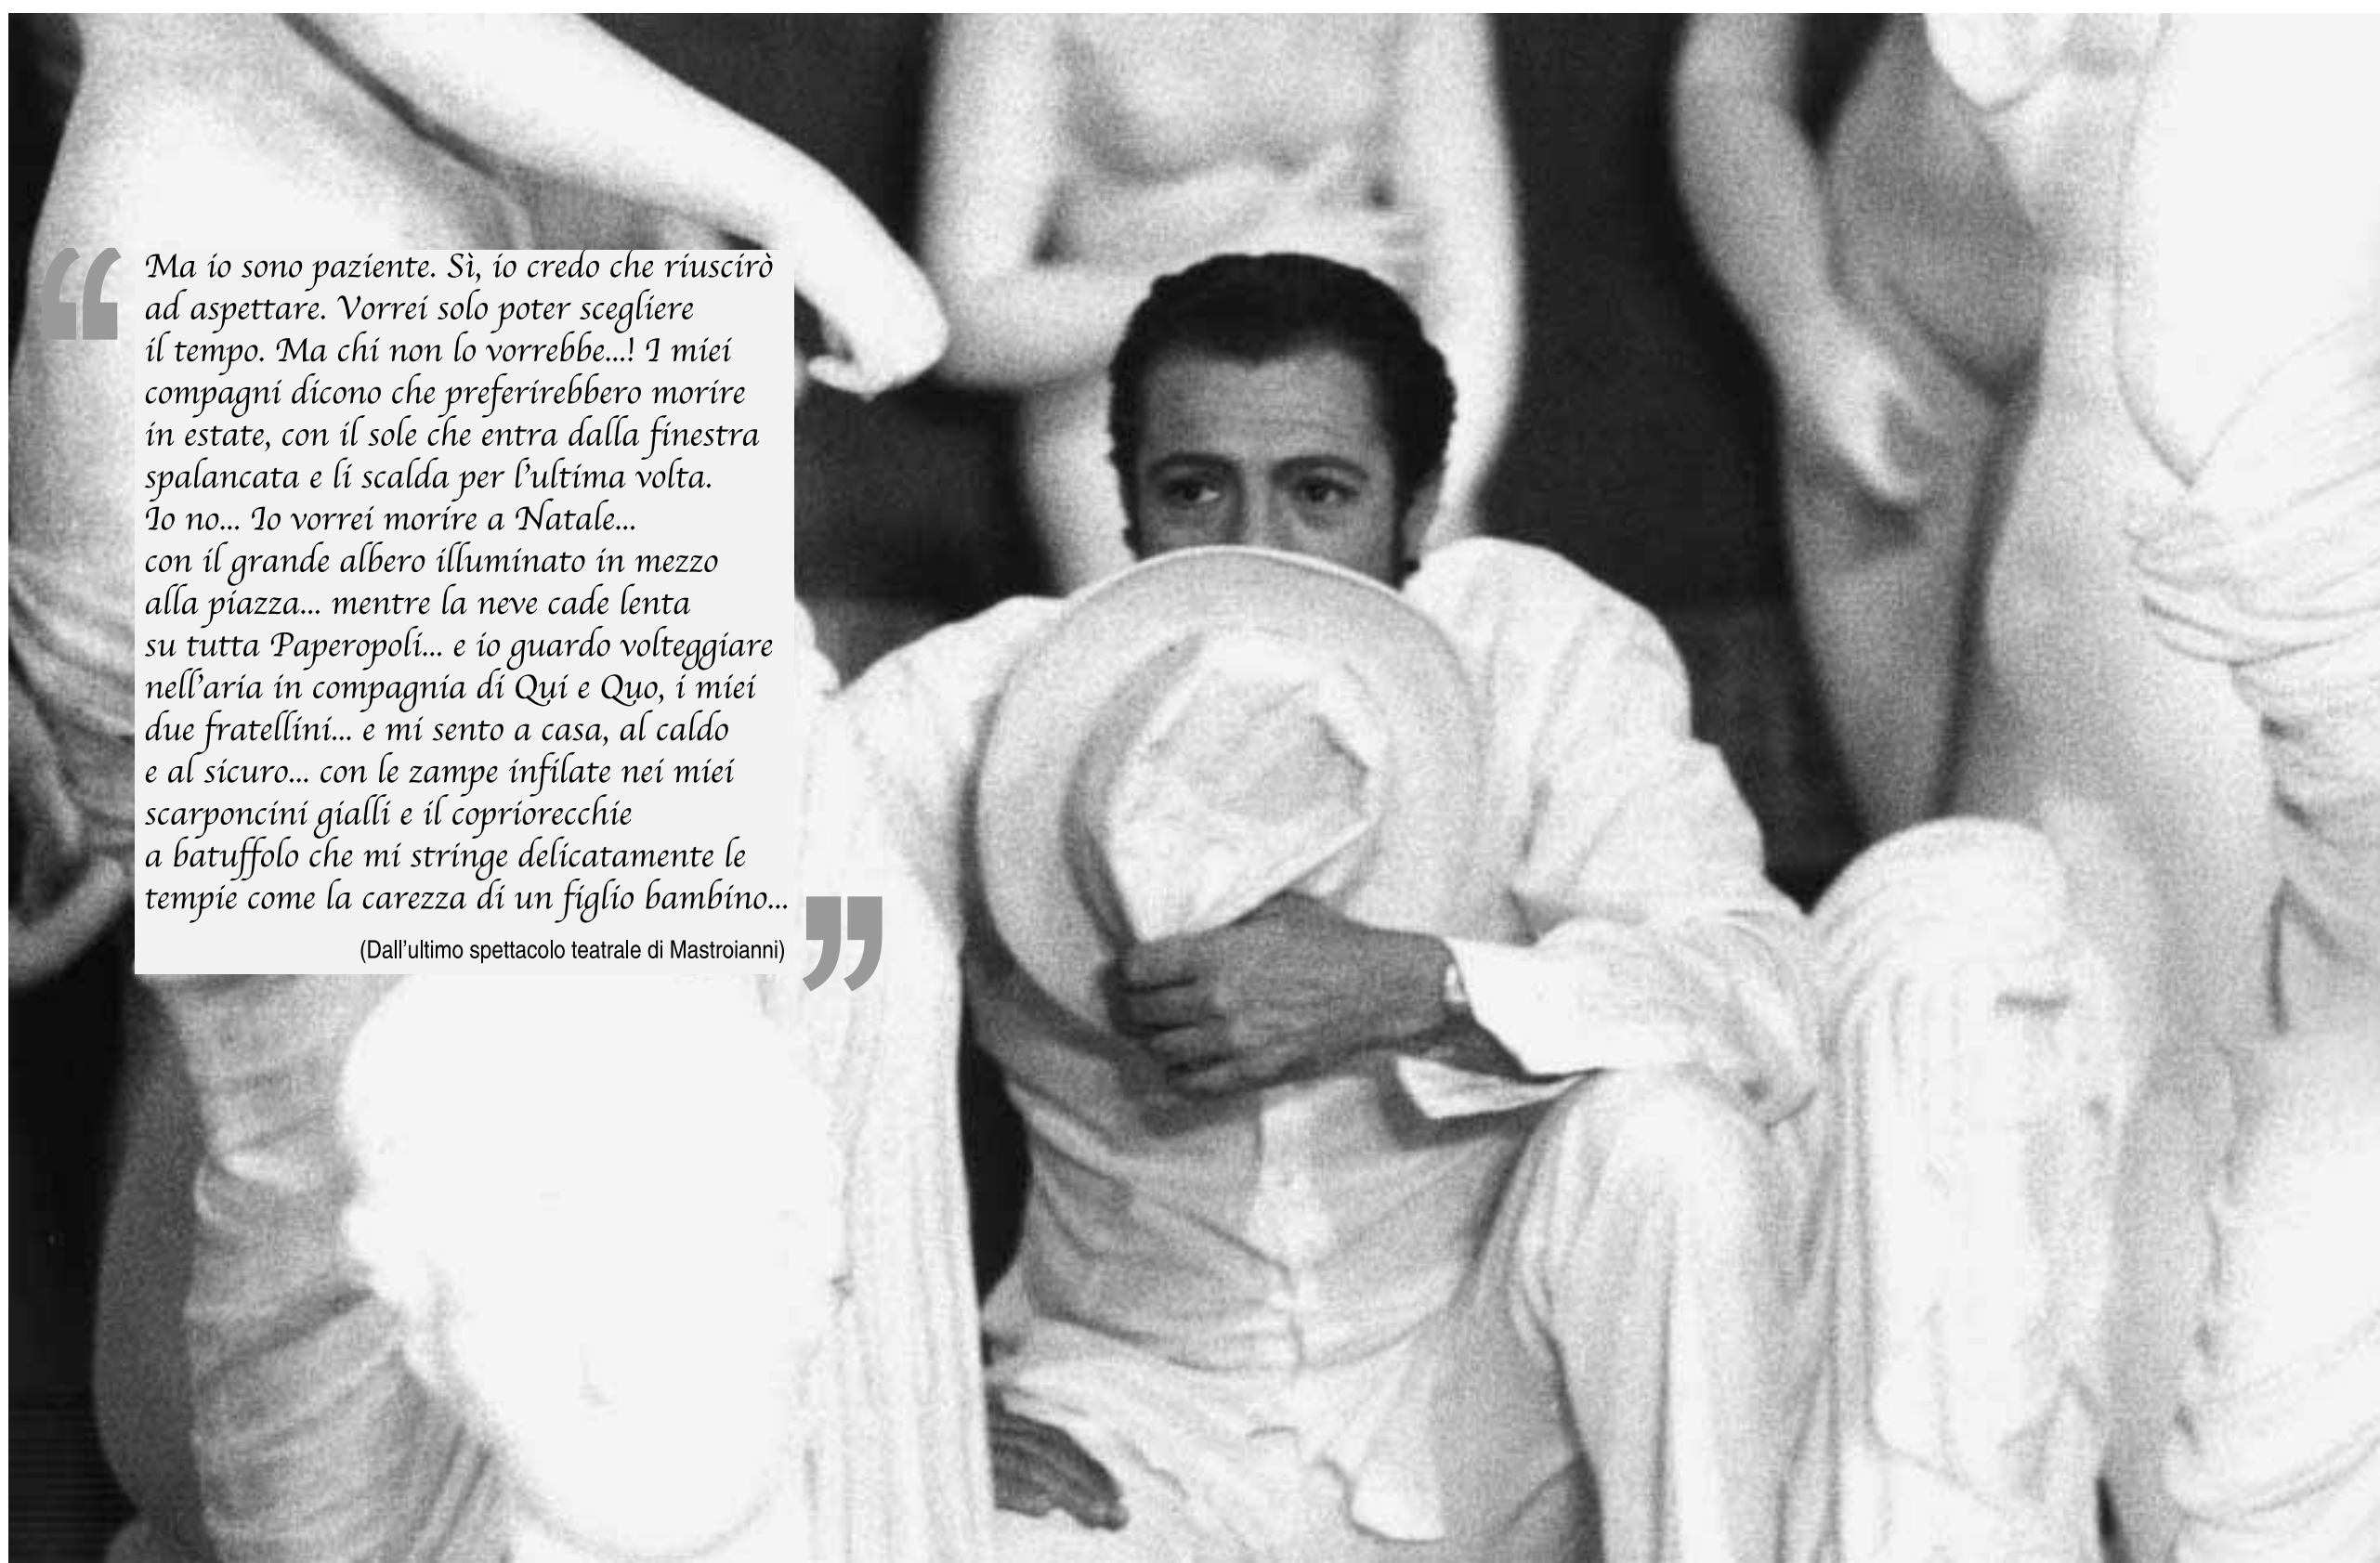 “
Ma io sono paziente. Sì, io credo che riuscirò
ad aspettare. Vorrei solo poter scegliere
il tempo. Ma chi non lo vorrebbe...! I miei
compagni dicono che preferirebbero morire
in estate, con il sole che entra dalla finestra
spalancata e li scalda per l'ultima volta.
Io no... Io vorrei morire a Natale...
con il grande albero illuminato in mezzo
alla piazza... mentre la neve cade lenta
su tutta Paperopoli... e io guardo volteggiare
nell'aria in compagnia di Qui e Quo, i miei
due fratellini... e mi sento a casa, al caldo
e al sicuro... con le zampe infilate nei miei
scarponcini gialli e il copriorecchie
a batuffolo che mi stringe delicatamente le
tempie come la carezza di un figlio bambino...
”
(Dall'ultimo spettacolo teatrale di Mastroianni)